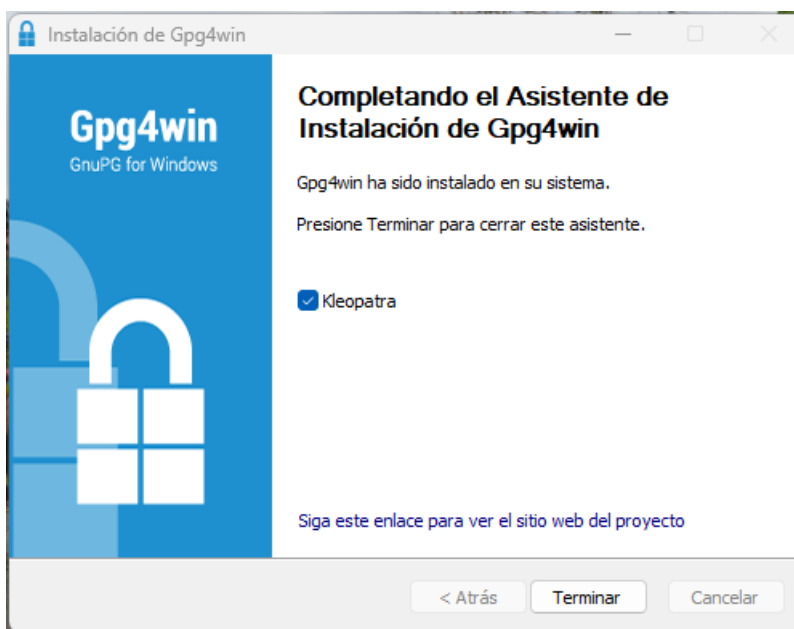 Instalación de Gpg4win
Gpg4win
GnuPG for Windows
Completando el Asistente de
Instalación de Gpg4win
Gpg4win ha sido instalado en su sistema.
Presione Terminar para cerrar este asistente.
Kleopatra
Siga este enlace para ver el sitio web del proyecto
< Atrás
Terminar
Cancelar